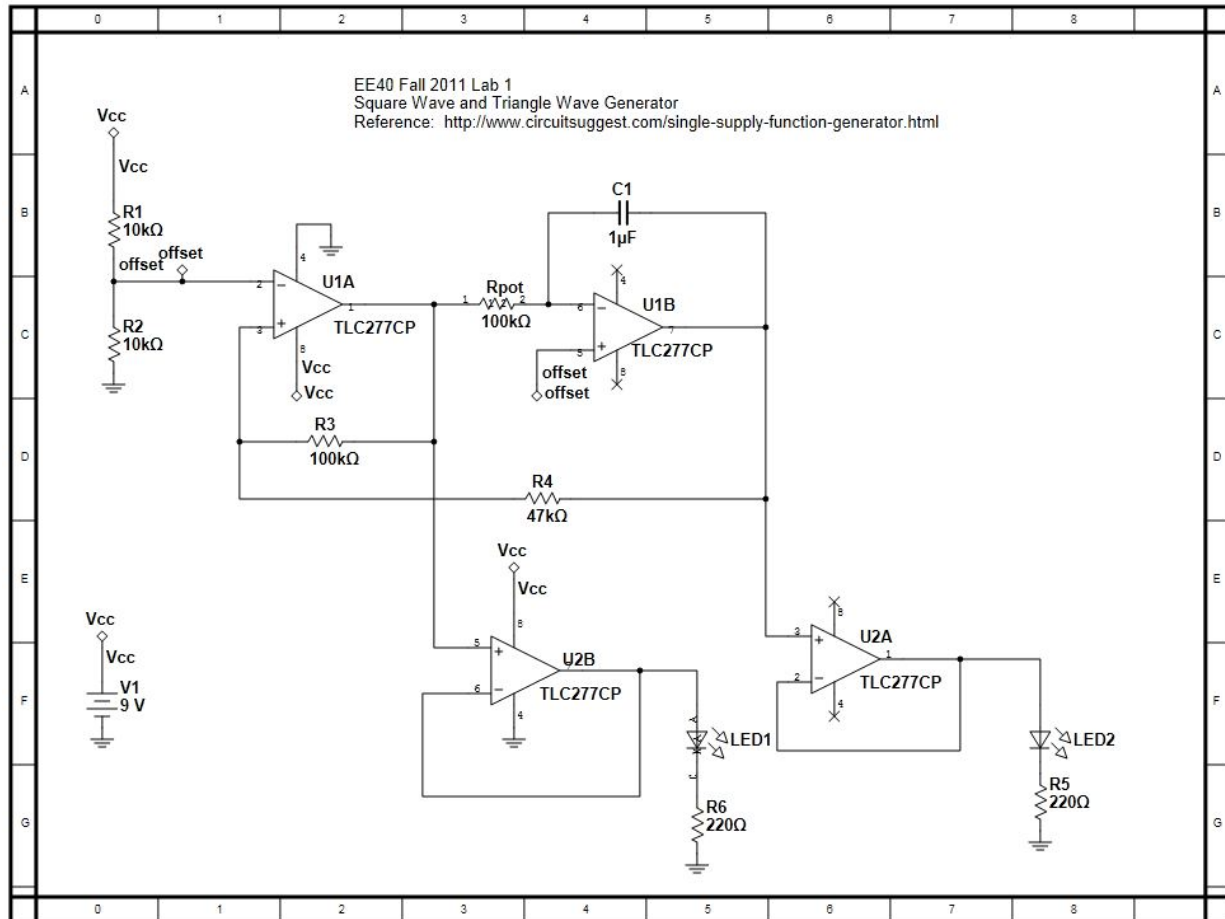 0 1 2 3 4 5 6 7 8
A A
EE40 Fall 2011 Lab 1
Square Wave and Triangle Wave Generator
Reference: http://www.circuitsuggest.com/single-supply-function-generator.html
Vcc
Vcc
B B
R1
10kΩ
C1
1µF
offset
offset
4
4
2
U1A
1
3
TLC277CP
8
Vcc
Vcc
1 Rpot 2
100kΩ
6
U1B
7
5
TLC277CP
8
offset
offset
C C
R2
10kΩ
D D
R3
100kΩ
R4
47kΩ
E E
Vcc
Vcc
8
8
Vcc
Vcc
V1
9 V
5
U2B
7
6
TLC277CP
4
3
U2A
1
2
TLC277CP
4
F F
A
LED1
LED2
C
R6
220Ω
R5
220Ω
G G
0 1 2 3 4 5 6 7 8